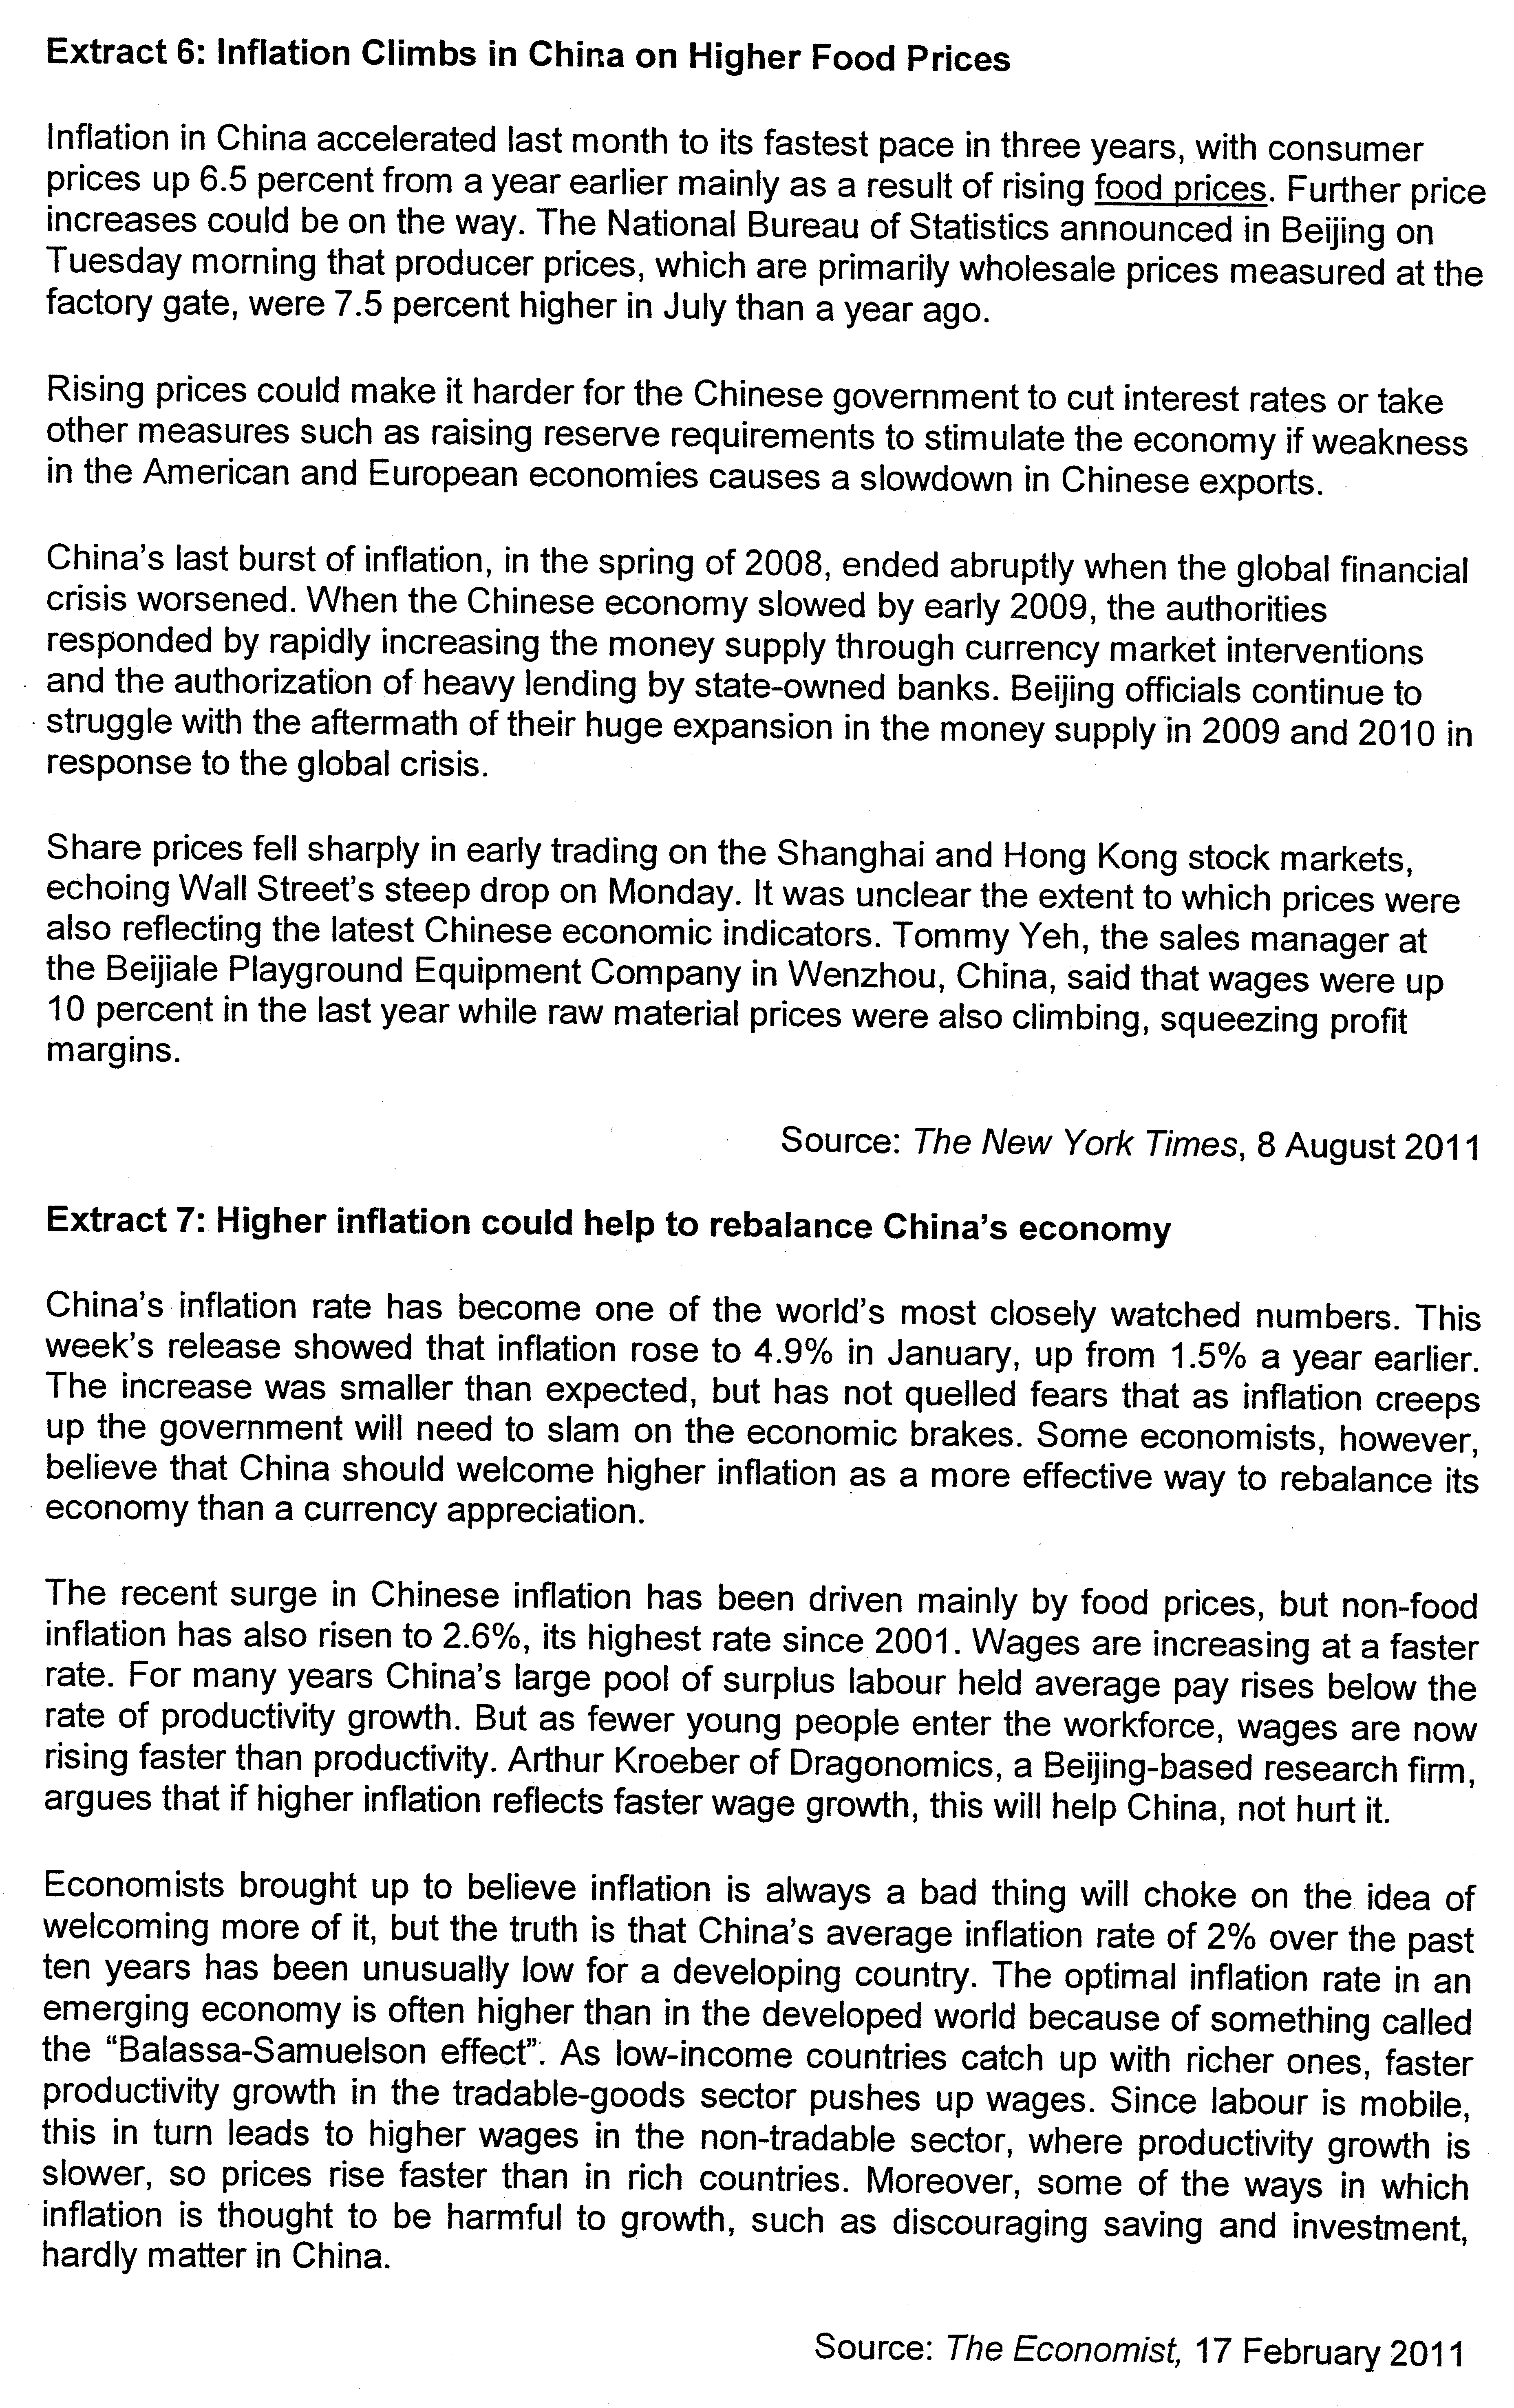 Extract 6: Inflation Climbs in China on Higher Food Prices
Inflation in China accelerated last month to its fastest pace in three years, with consumer
prices up 6.5 percent from a year earlier mainly as a result of rising food prices. Further price
increases could be on the way. The National Bureau of Statistics announced in Beijing on
Tuesday morning that producer prices, which are primarily wholesale prices measured at the
factory gate, were 7.5 percent higher in July than a year ago.
Rising prices could make it harder for the Chinese government to cut interest rates or take
other measures such as raising reserve requirements to stimulate the economy if weakness
in the American and European economies causes a slowdown in Chinese exports.
China's last burst of inflation, in the spring of 2008, ended abruptly when the global financial
crisis worsened. When the Chinese economy slowed by early 2009, the authorities
responded by rapidly increasing the money supply through currency market interventions
and the authorization of heavy lending by state-owned banks. Beijing officials continue to
struggle with the aftermath of their huge expansion in the money supply in 2009 and 2010 in
response to the global crisis.
Share prices fell sharply in early trading on the Shanghai and Hong Kong stock markets,
echoing Wall Street's steep drop on Monday. It was unclear the extent to which prices were
also reflecting the latest Chinese economic indicators. Tommy Yeh, the sales manager at
the Beijiale Playground Equipment Company in Wenzhou, China, said that wages were up
10 percent in the last year while raw material prices were also climbing, squeezing profit
margins.
Source: The New York Times, 8 August 2011
Extract 7: Higher inflation could help to rebalance China's economy
China's inflation rate has become one of the world's most closely watched numbers. This
week's release showed that inflation rose to 4.9% in January, up from 1.5% a year earlier.
The increase was smaller than expected, but has not quelled fears that as inflation creeps
up the government will need to slam on the economic brakes. Some economists, however,
believe that China should welcome higher inflation as a more effective way to rebalance its
economy than a currency appreciation.
The recent surge in Chinese inflation has been driven mainly by food prices, but non-food
inflation has also risen to 2.6%, its highest rate since 2001. Wages are increasing at a faster
rate. For many years China's large pool of surplus labour held average pay rises below the
rate of productivity growth. But as fewer young people enter the workforce, wages are now
rising faster than productivity. Arthur Kroeber of Dragonomics, a Beijing-based research firm,
argues that if higher inflation reflects faster wage growth, this will help China, not hurt it.
Economists brought up to believe inflation is always a bad thing will choke on the idea of
welcoming more of it, but the truth is that China's average inflation rate of 2% over the past
ten years has been unusually low for a developing country. The optimal inflation rate in an
emerging economy is often higher than in the developed world because of something called
the "Balassa-Samuelson effect". As low-income countries catch up with richer ones, faster
productivity growth in the tradable-goods sector pushes up wages. Since labour is mobile,
this in turn leads to higher wages in the non-tradable sector, where productivity growth is
slower, so prices rise faster than in rich countries. Moreover, some of the ways in which
inflation is thought to be harmful to growth, such as discouraging saving and investment,
hardly matter in China.
Source: The Economist, 17 February 2011